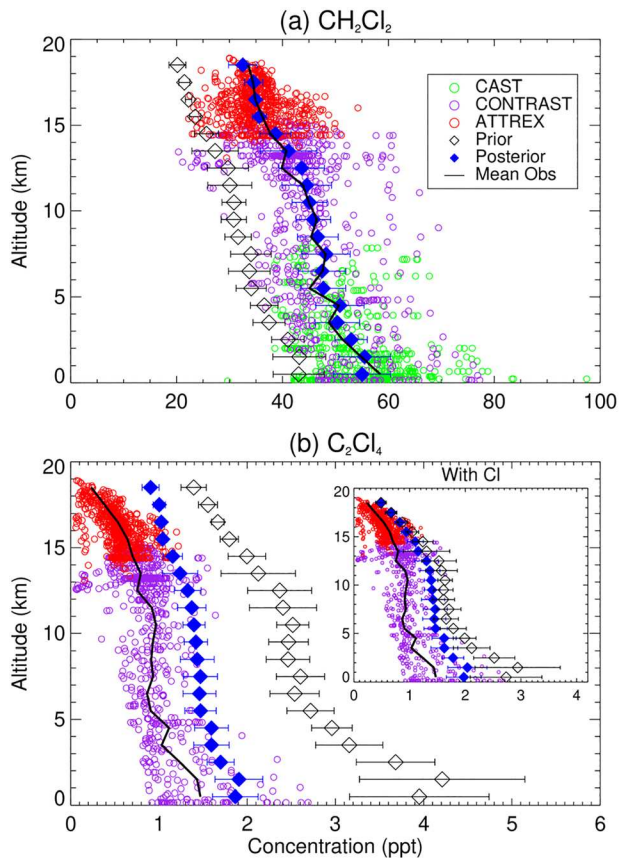 (a) CH₂Cl₂
20
15
10
5
0
Altitude (km)
CAST
CONTRAST
ATTREX
Prior
Posterior
Mean Obs
0
20
40
60
80
100
(b) C₂Cl₄
20
15
10
5
0
Altitude (km)
With Cl
20
15
10
5
0
0
1
2
3
4
0
1
2
3
4
5
6
Concentration (ppt)